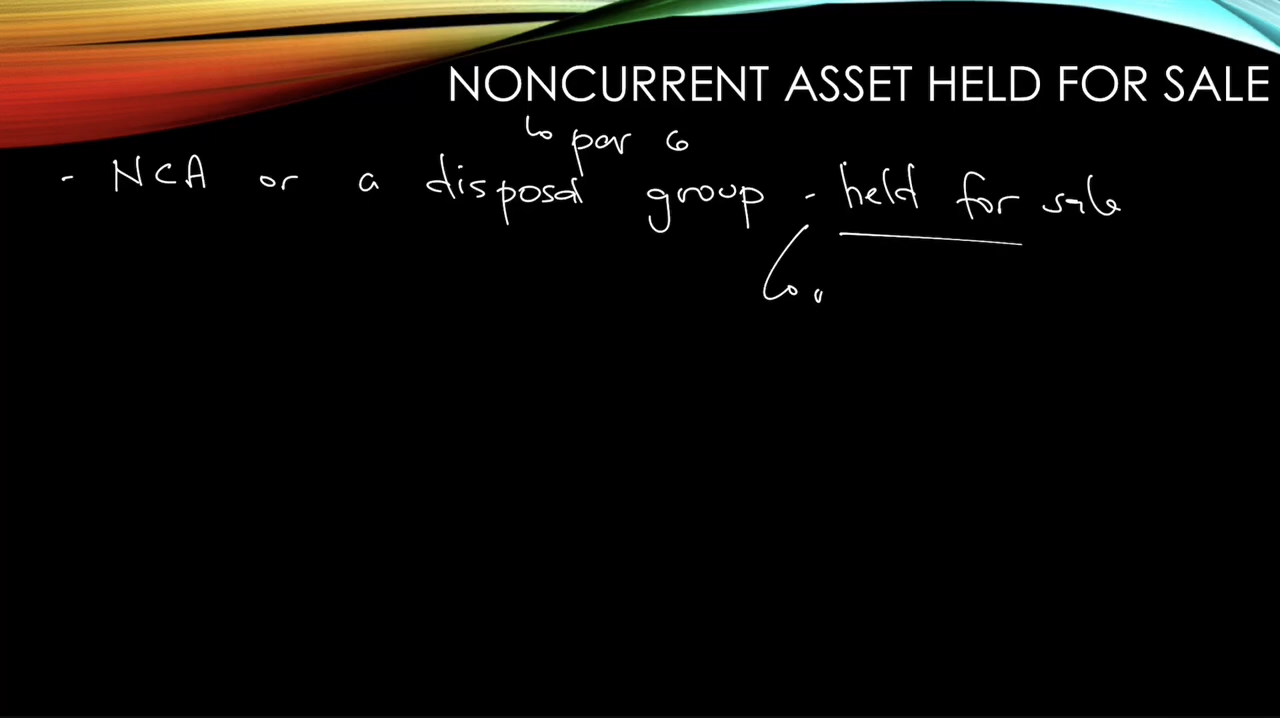 NONCURRENT ASSET HELD FOR SALE
↳ par 6
- NCA or a disposal group - held for sale